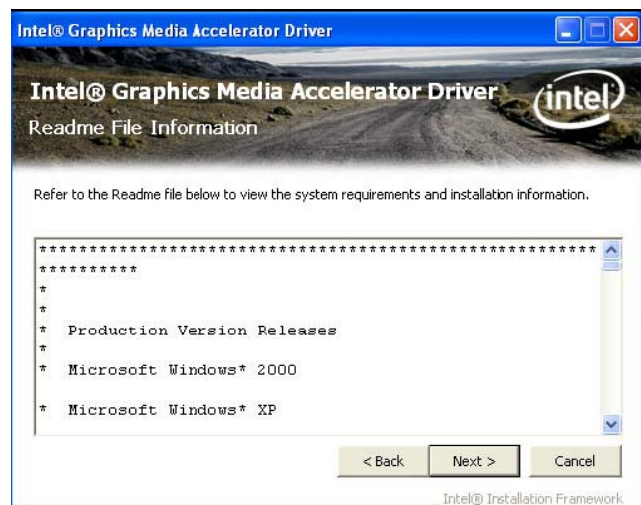 Intel® Graphics Media Accelerator Driver
Intel® Graphics Media Accelerator Driver
intel
Readme File Information
Refer to the Readme file below to view the system requirements and installation information.
************************************************************
**********
*
*
* Production Version Releases
*
* Microsoft Windows* 2000
* Microsoft Windows* XP
< Back
Next >
Cancel
Intel® Installation Framework